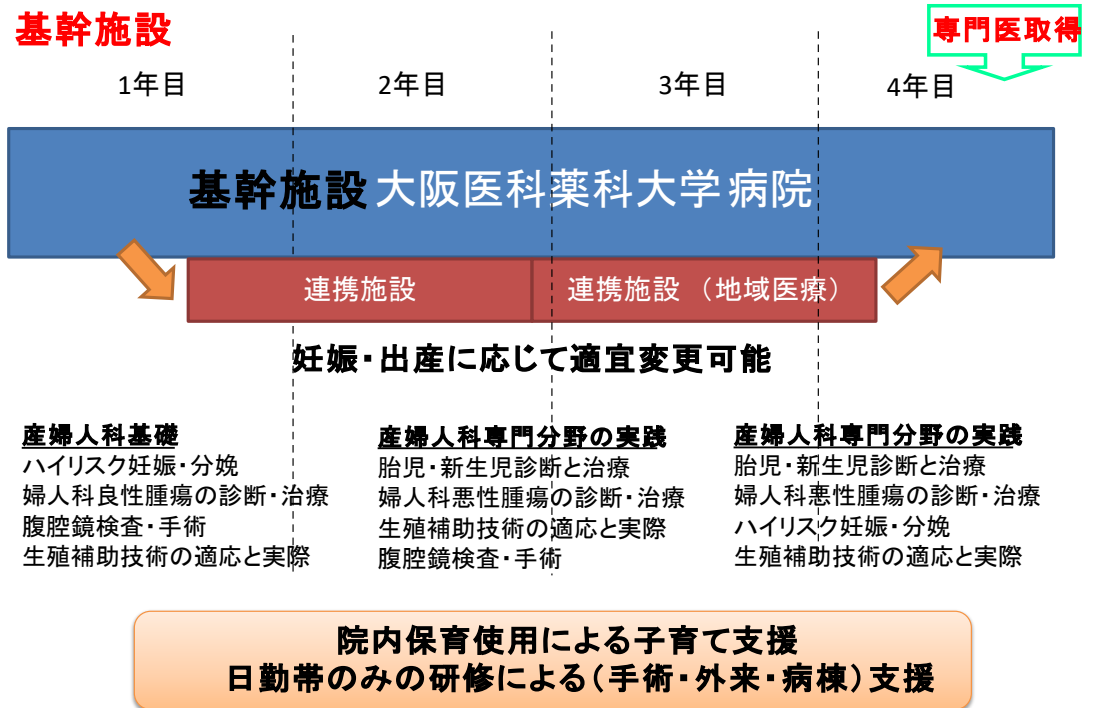 基幹施設
専門医取得
1年目
2年目
3年目
4年目
基幹施設 大阪医科薬科大学病院
連携施設
連携施設 （地域医療）
妊娠・出産に応じて適宜変更可能
産婦人科基礎
ハイリスク妊娠・分娩
婦人科良性腫瘍の診断・治療
腹腔鏡検査・手術
生殖補助技術の適応と実際
産婦人科専門分野の実践
胎児・新生児診断と治療
婦人科悪性腫瘍の診断・治療
生殖補助技術の適応と実際
腹腔鏡検査・手術
産婦人科専門分野の実践
胎児・新生児診断と治療
婦人科悪性腫瘍の診断・治療
ハイリスク妊娠・分娩
生殖補助技術の適応と実際
院内保育使用による子育て支援
日勤帯のみの研修による（手術・外来・病棟）支援